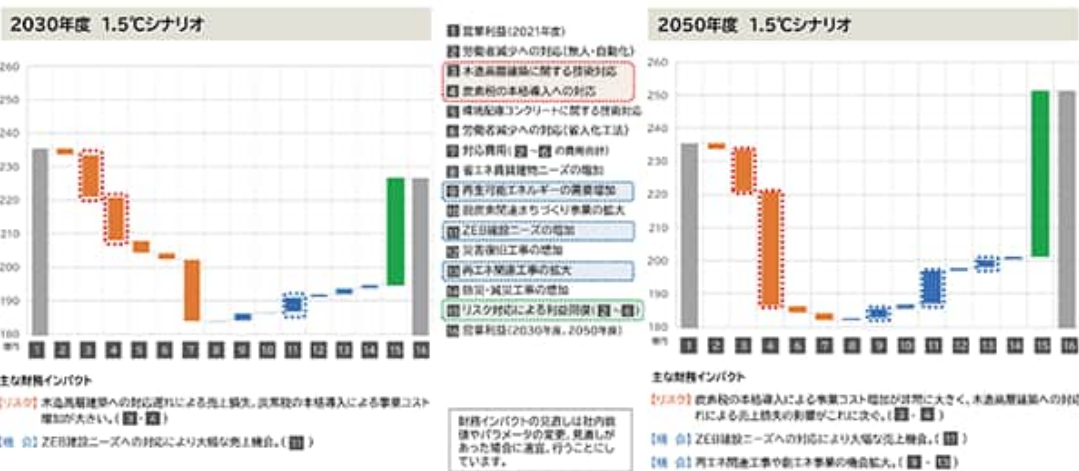 2030年度 1.5℃シナリオ
260
250
240
230
220
210
200
190
180
億円
1 2 3 4 5 6 7 8 9 10 11 12 13 14 15 16
主な財務インパクト
【リスク】木造高層建築への対応遅れによる売上損失、炭素税の本格導入による事業コスト
増加が大きい。( 3 ・ 4 )
【機 会】ZEB建設ニーズへの対応により大幅な売上機会。( 11 )
1 営業利益(2021年度)
2 労働者減少への対応(無人・自動化)
3 木造高層建築に関する技術対応
4 炭素税の本格導入への対応
5 環境配慮コンクリートに関する技術対応
6 労働者減少への対応(省人化工法)
7 対応費用( 2 ~ 6 の費用合計)
8 省エネ賃貸建物ニーズの増加
9 再生可能エネルギーの需要増加
10 脱炭素関連まちづくり事業の拡大
11 ZEB建設ニーズの増加
12 災害復旧工事の増加
13 再エネ関連工事の拡大
14 防災・減災工事の増加
15 リスク対応による利益回復( 2 ~ 6 )
16 営業利益(2030年度、2050年度)
財務インパクトの見直しは社内数
値やパラメータの変更、見直しが
あった場合に適宜、行うことにし
ています。
2050年度 1.5℃シナリオ
260
250
240
230
220
210
200
190
180
億円
1 2 3 4 5 6 7 8 9 10 11 12 13 14 15 16
主な財務インパクト
【リスク】炭素税の本格導入による事業コスト増加が非常に大きく、木造高層建築への対応
れによる売上損失の影響がこれに次ぐ。( 3 ・ 4 )
【機 会】ZEB建設ニーズへの対応により大幅な売上機会。( 11 )
【機 会】再エネ関連工事や創エネ事業の機会拡大。( 9 ・ 13 )